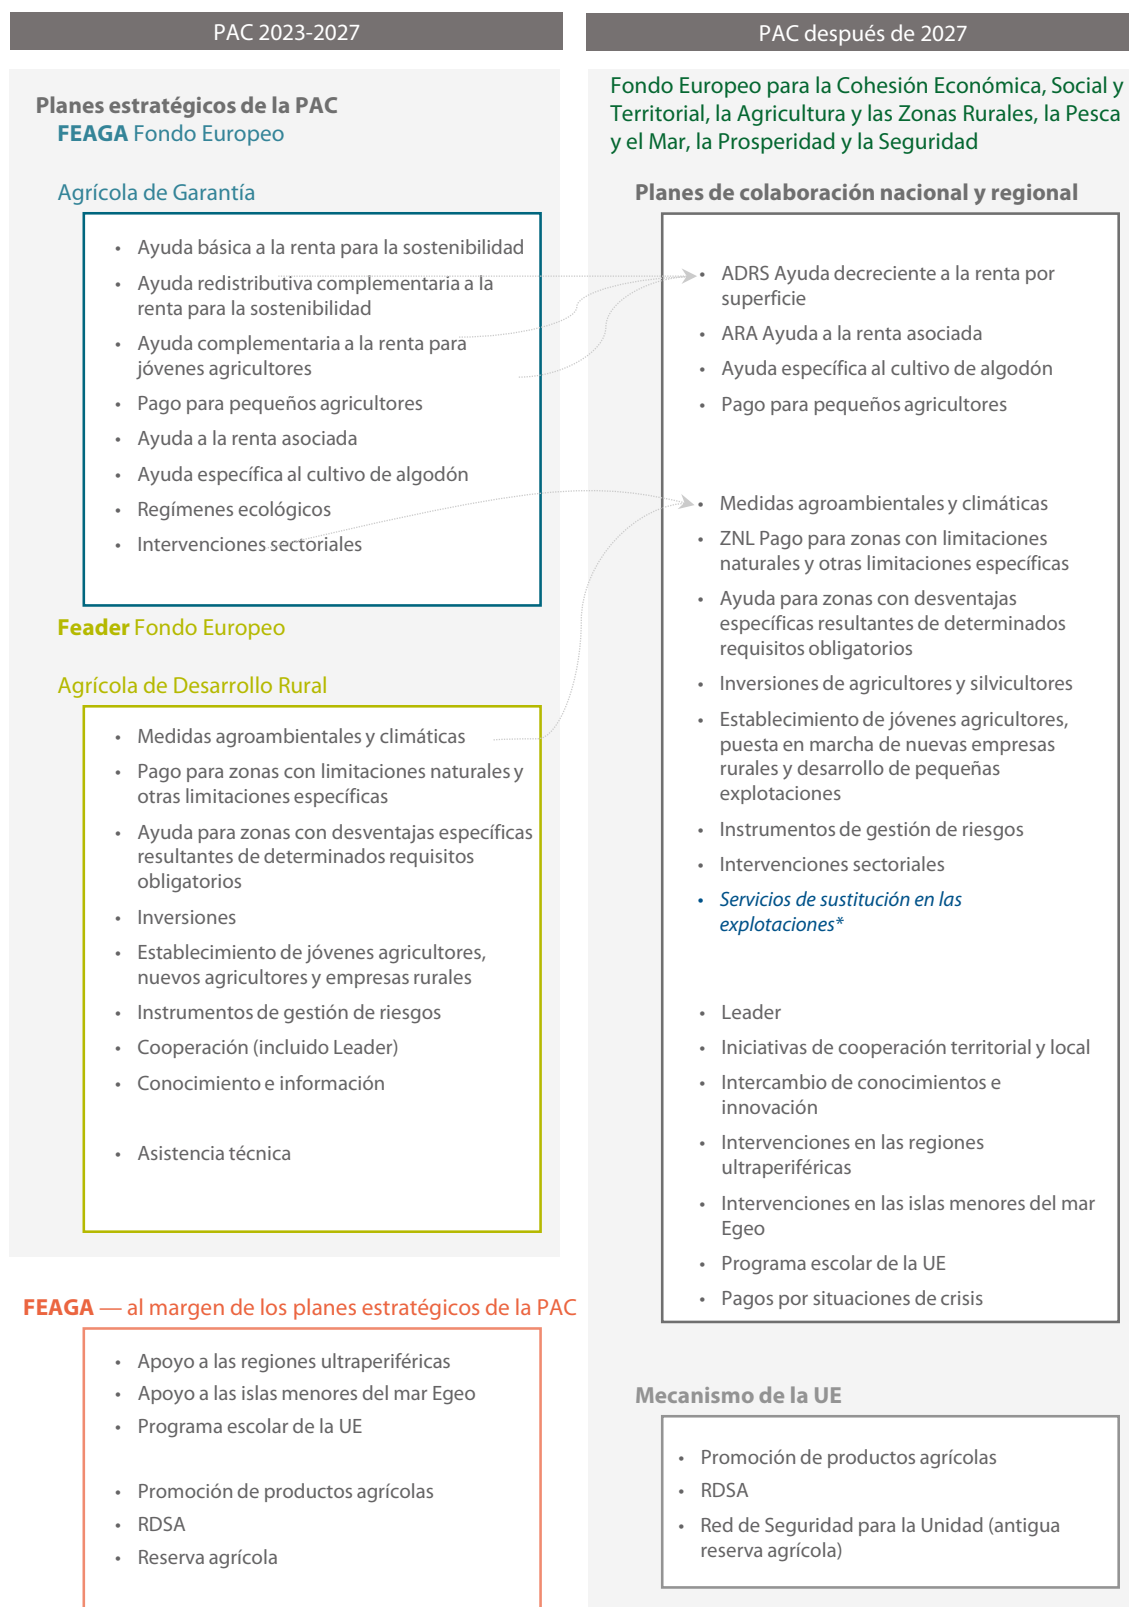 PAC 2023-2027
Planes estratégicos de la PAC
FEAGA Fondo Europeo
Agrícola de Garantía
• Ayuda básica a la renta para la sostenibilidad
• Ayuda redistributiva complementaria a la
renta para la sostenibilidad
• Ayuda complementaria a la renta para
jóvenes agricultores
• Pago para pequeños agricultores
• Ayuda a la renta asociada
• Ayuda específica al cultivo de algodón
• Regímenes ecológicos
• Intervenciones sectoriales
Feader Fondo Europeo
Agrícola de Desarrollo Rural
• Medidas agroambientales y climáticas
• Pago para zonas con limitaciones naturales y
otras limitaciones específicas
• Ayuda para zonas con desventajas específicas
resultantes de determinados requisitos
obligatorios
• Inversiones
• Establecimiento de jóvenes agricultores,
nuevos agricultores y empresas rurales
• Instrumentos de gestión de riesgos
• Cooperación (incluido Leader)
• Conocimiento e información
• Asistencia técnica
FEAGA — al margen de los planes estratégicos de la PAC
• Apoyo a las regiones ultraperiféricas
• Apoyo a las islas menores del mar Egeo
• Programa escolar de la UE
• Promoción de productos agrícolas
• RDSA
• Reserva agrícola
PAC después de 2027
Fondo Europeo para la Cohesión Económica, Social y
Territorial, la Agricultura y las Zonas Rurales, la Pesca
y el Mar, la Prosperidad y la Seguridad
Planes de colaboración nacional y regional
• ADRS Ayuda decreciente a la renta por
superficie
• ARA Ayuda a la renta asociada
• Ayuda específica al cultivo de algodón
• Pago para pequeños agricultores
• Medidas agroambientales y climáticas
• ZNL Pago para zonas con limitaciones
naturales y otras limitaciones específicas
• Ayuda para zonas con desventajas
específicas resultantes de determinados
requisitos obligatorios
• Inversiones de agricultores y silvicultores
• Establecimiento de jóvenes agricultores,
puesta en marcha de nuevas empresas
rurales y desarrollo de pequeñas
explotaciones
• Instrumentos de gestión de riesgos
• Intervenciones sectoriales
• Servicios de sustitución en las
explotaciones*
• Leader
• Iniciativas de cooperación territorial y local
• Intercambio de conocimientos e
innovación
• Intervenciones en las regiones
ultraperiféricas
• Intervenciones en las islas menores del mar
Egeo
• Programa escolar de la UE
• Pagos por situaciones de crisis
Mecanismo de la UE
• Promoción de productos agrícolas
• RDSA
• Red de Seguridad para la Unidad (antigua
reserva agrícola)